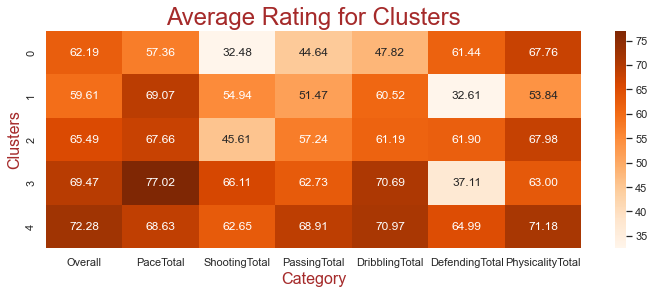 Average Rating for Clusters
Clusters
0 62.19 57.36 32.48 44.64 47.82 61.44 67.76
1 59.61 69.07 54.94 51.47 60.52 32.61 53.84
2 65.49 67.66 45.61 57.24 61.19 61.90 67.98
3 69.47 77.02 66.11 62.73 70.69 37.11 63.00
4 72.28 68.63 62.65 68.91 70.97 64.99 71.18
Overall PaceTotal ShootingTotal PassingTotal DribblingTotal DefendingTotal PhysicalityTotal
Category
75
70
65
60
55
50
45
40
35